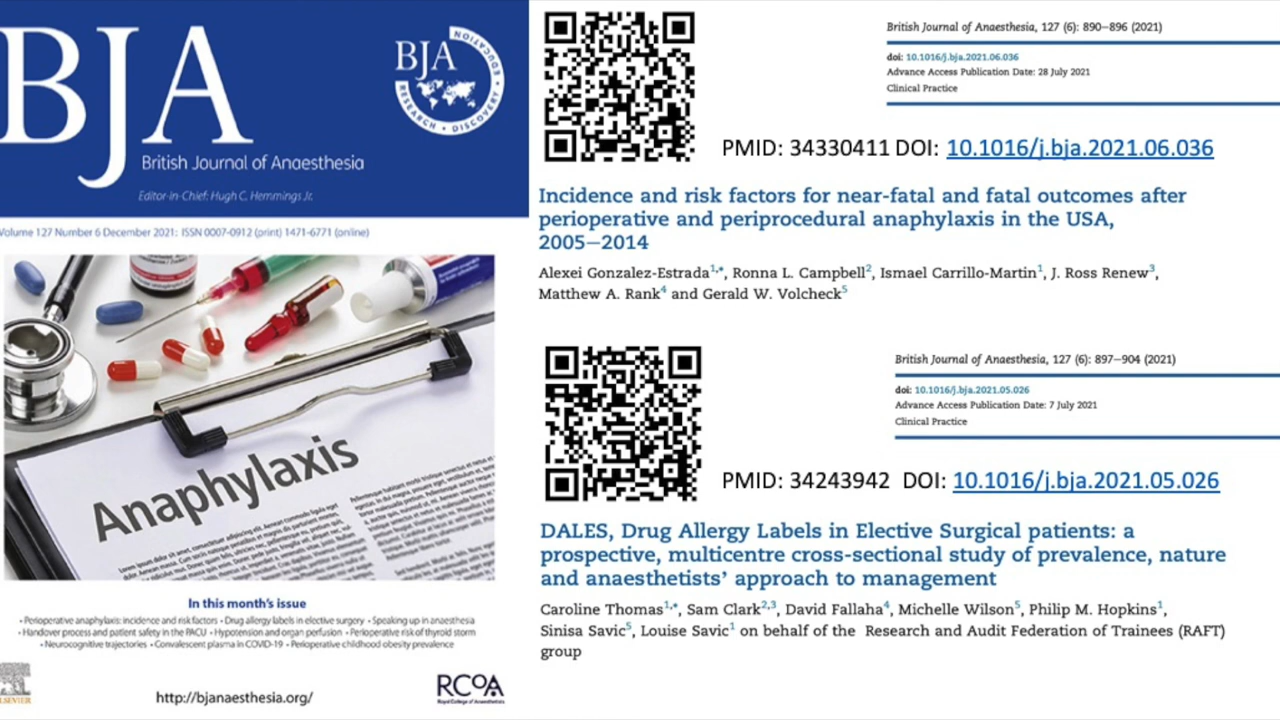 BJA
British Journal of Anaesthesia
Editor-in-Chief: Hugh C. Hemmings Jr.
BJA
EDUCATION
RESEARCH • DISCOVERY
Volume 127 Number 6 December 2021: ISSN 0007-0912 (print) 1471-6771 (online)
Anaphylaxis
In this month's issue
• Perioperative anaphylaxis: incidence and risk factors • Drug allergy labels in elective surgery • Speaking up in anaesthesia
• Handover process and patient safety in the PACU • Hypotension and organ perfusion • Perioperative risk of thyroid storm
• Neurocognitive trajectories • Convalescent plasma in COVID-19 • Perioperative childhood obesity prevalence
ELSEVIER
http://bjanaesthesia.org/
RCOA
Royal College of Anaesthetists
British Journal of Anaesthesia, 127 (6): 890–896 (2021)
doi: 10.1016/j.bja.2021.06.036
Advance Access Publication Date: 28 July 2021
Clinical Practice
PMID: 34330411 DOI: 10.1016/j.bja.2021.06.036
Incidence and risk factors for near-fatal and fatal outcomes after
perioperative and periprocedural anaphylaxis in the USA,
2005–2014
Alexei Gonzalez-Estrada1,*, Ronna L. Campbell2, Ismael Carrillo-Martin1, J. Ross Renew3,
Matthew A. Rank4 and Gerald W. Volcheck5
British Journal of Anaesthesia, 127 (6): 897–904 (2021)
doi: 10.1016/j.bja.2021.05.026
Advance Access Publication Date: 7 July 2021
Clinical Practice
PMID: 34243942 DOI: 10.1016/j.bja.2021.05.026
DALES, Drug Allergy Labels in Elective Surgical patients: a
prospective, multicentre cross-sectional study of prevalence, nature
and anaesthetists' approach to management
Caroline Thomas1,*, Sam Clark2,3, David Fallaha4, Michelle Wilson5, Philip M. Hopkins1,
Sinisa Savic5, Louise Savic1 on behalf of the Research and Audit Federation of Trainees (RAFT)
group